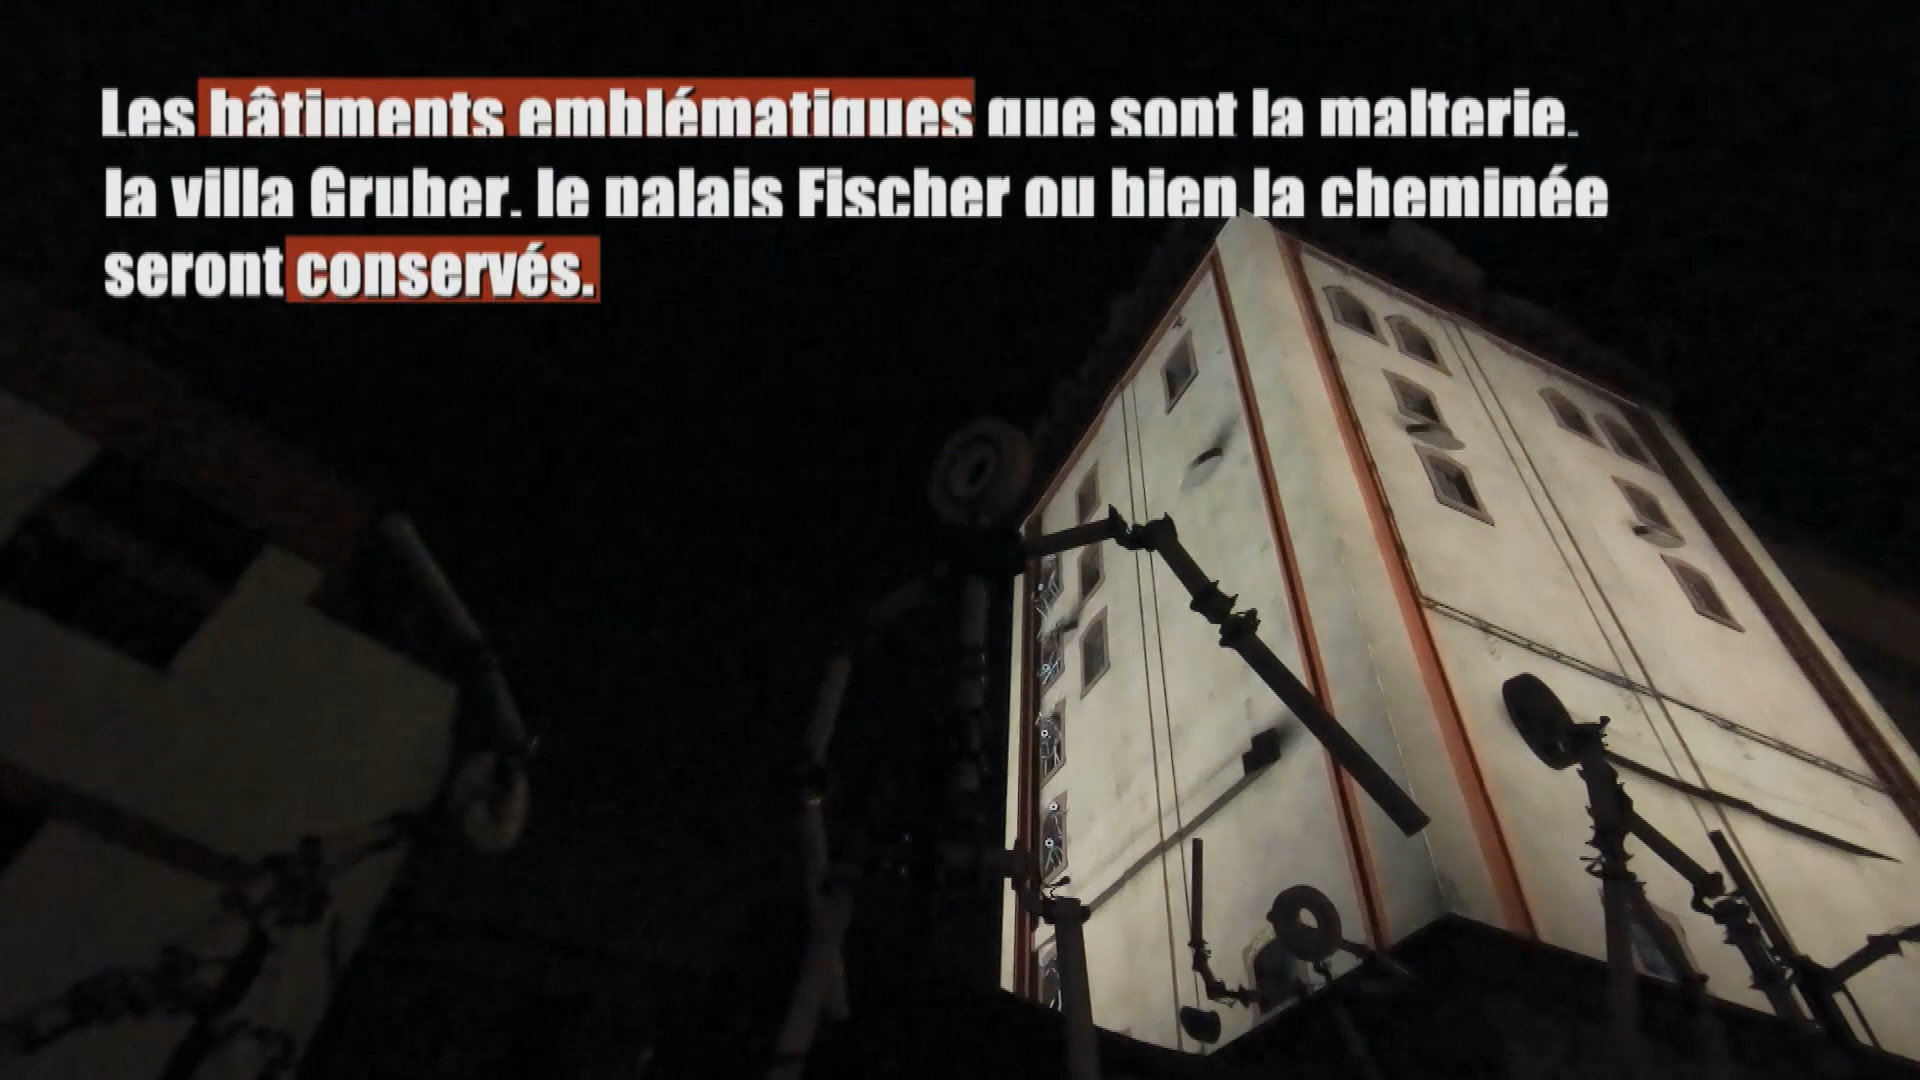 Les bâtiments emblématiques que sont la malterie,
la villa Gruber, le palais Fischer ou bien la cheminée
seront conservés.